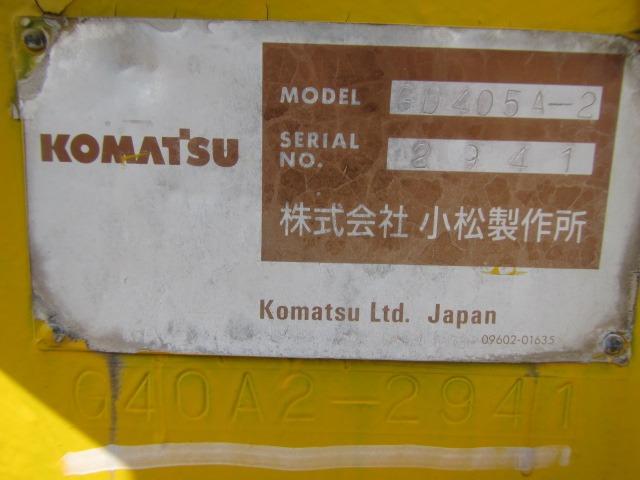 KOMATSU
MODEL GD405A-2
SERIAL NO. 2941
株式会社 小松製作所
Komatsu Ltd. Japan
09602-01635
G40A2-2941